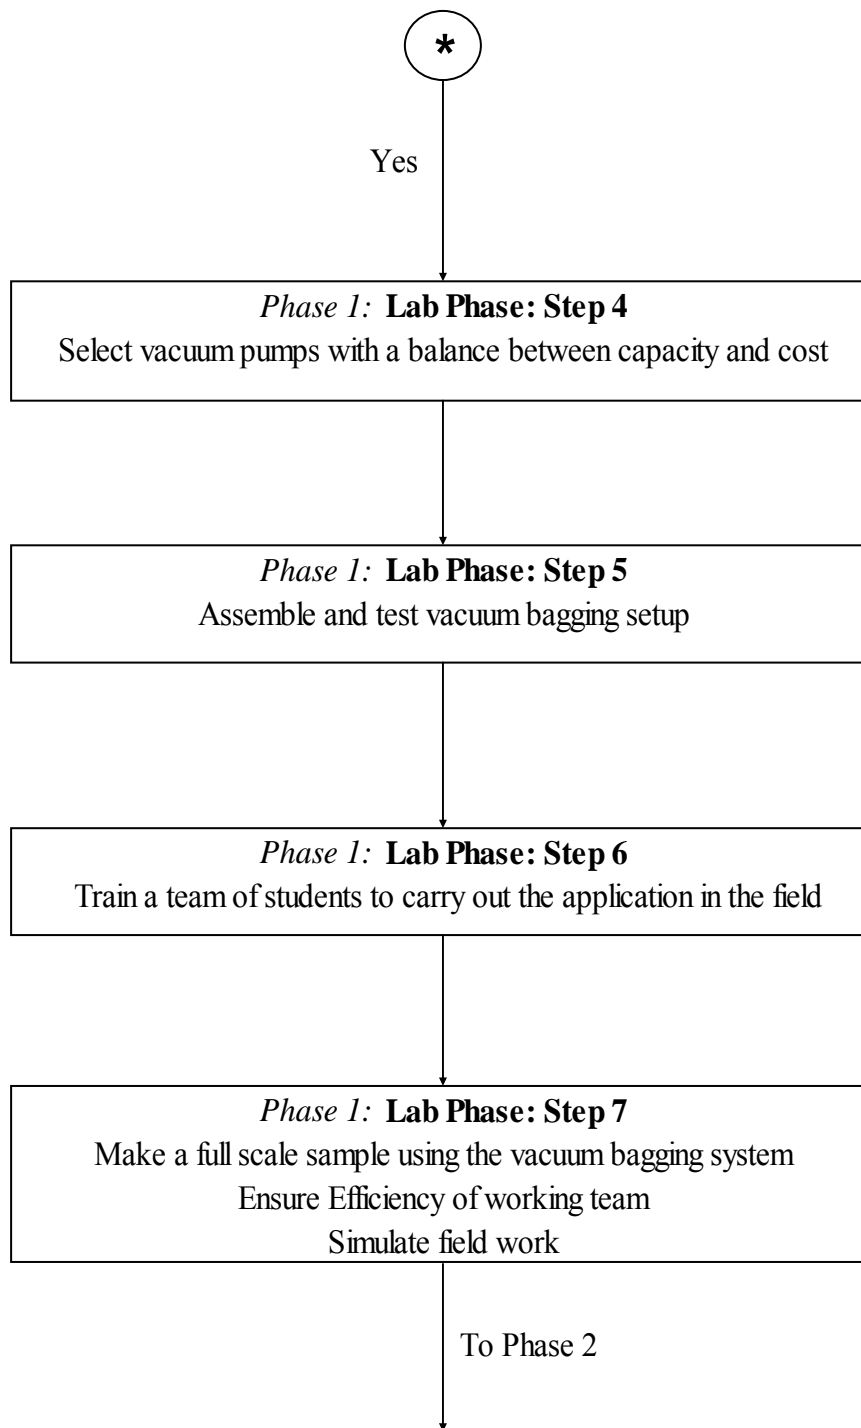 *
Yes
Phase 1: Lab Phase: Step 4
Select vacuum pumps with a balance between capacity and cost
Phase 1: Lab Phase: Step 5
Assemble and test vacuum bagging setup
Phase 1: Lab Phase: Step 6
Train a team of students to carry out the application in the field
Phase 1: Lab Phase: Step 7
Make a full scale sample using the vacuum bagging system
Ensure Efficiency of working team
Simulate field work
To Phase 2